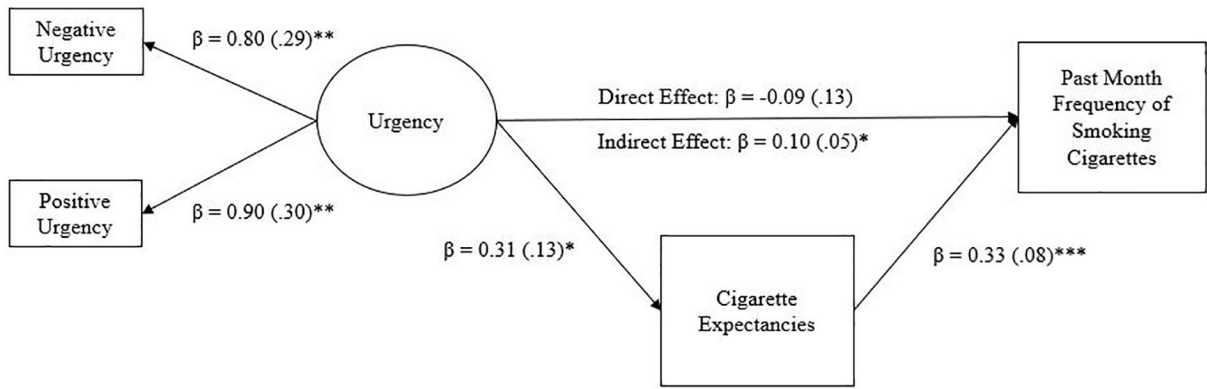 Negative
Urgency
β = 0.80 (.29)**
Urgency
Positive
Urgency
β = 0.90 (.30)**
Direct Effect: β = -0.09 (.13)
Indirect Effect: β = 0.10 (.05)*
Past Month
Frequency of
Smoking
Cigarettes
β = 0.31 (.13)*
Cigarette
Expectancies
β = 0.33 (.08)***